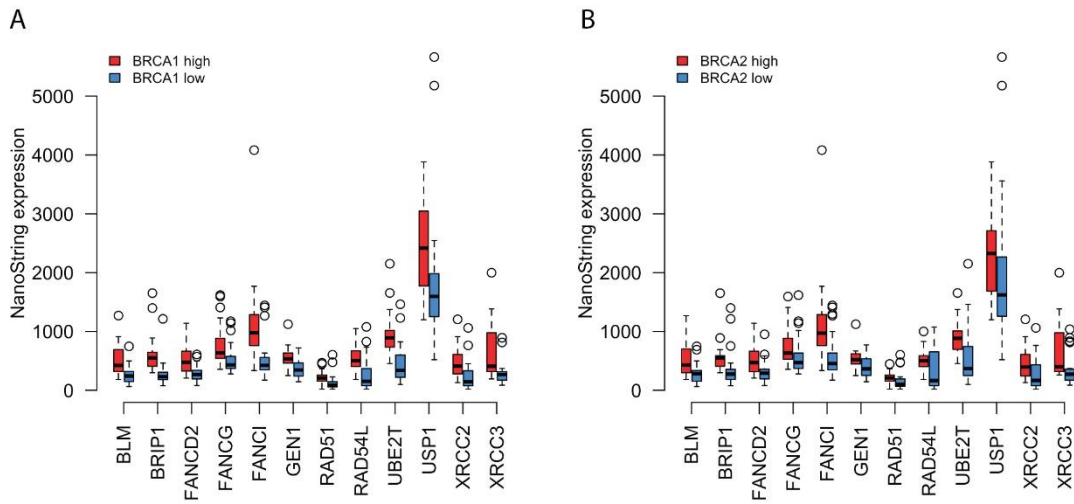 A
BRCA1 high
BRCA1 low
NanoString expression
5000
4000
3000
2000
1000
0
BLM
BRIP1
FANCD2
FANCG
FANCI
GEN1
RAD51
RAD54L
UBE2T
USP1
XRCC2
XRCC3
B
BRCA2 high
BRCA2 low
NanoString expression
5000
4000
3000
2000
1000
0
BLM
BRIP1
FANCD2
FANCG
FANCI
GEN1
RAD51
RAD54L
UBE2T
USP1
XRCC2
XRCC3